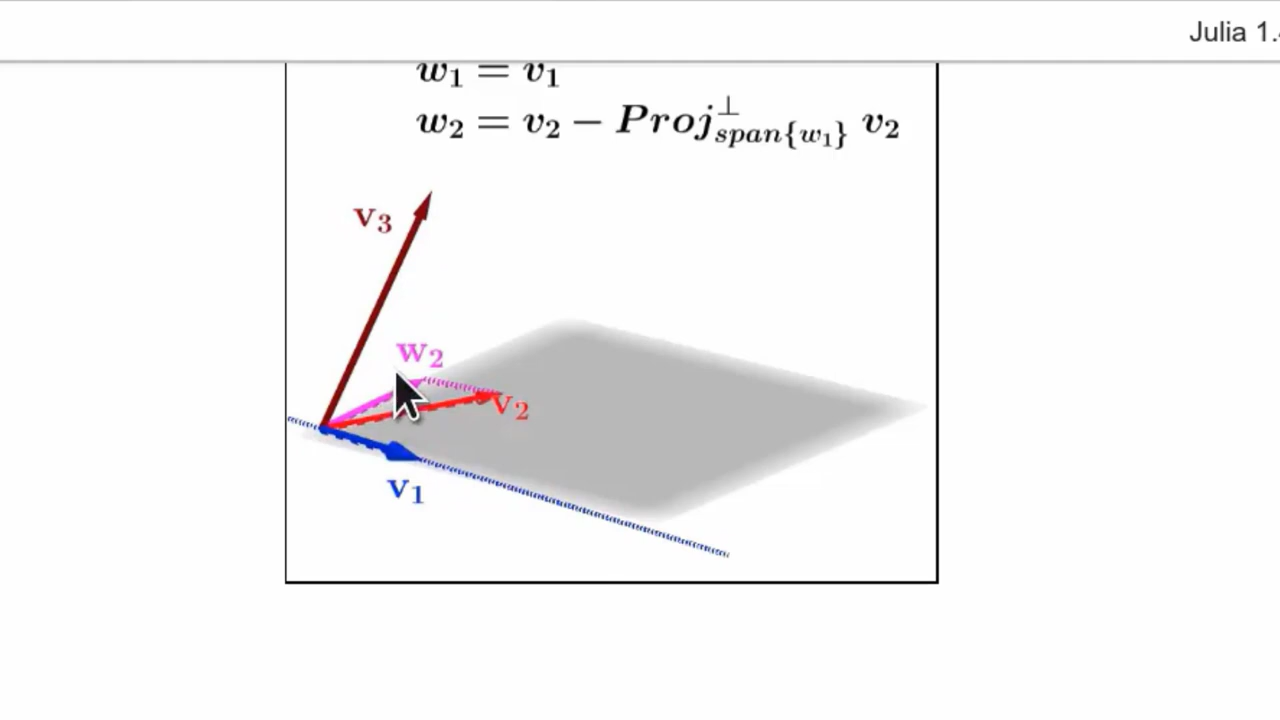 Julia 1.
w₁ = v₁
w₂ = v₂ − Proj^⊥_{span{w₁}} v₂
v₃
w₂
v₂
v₁